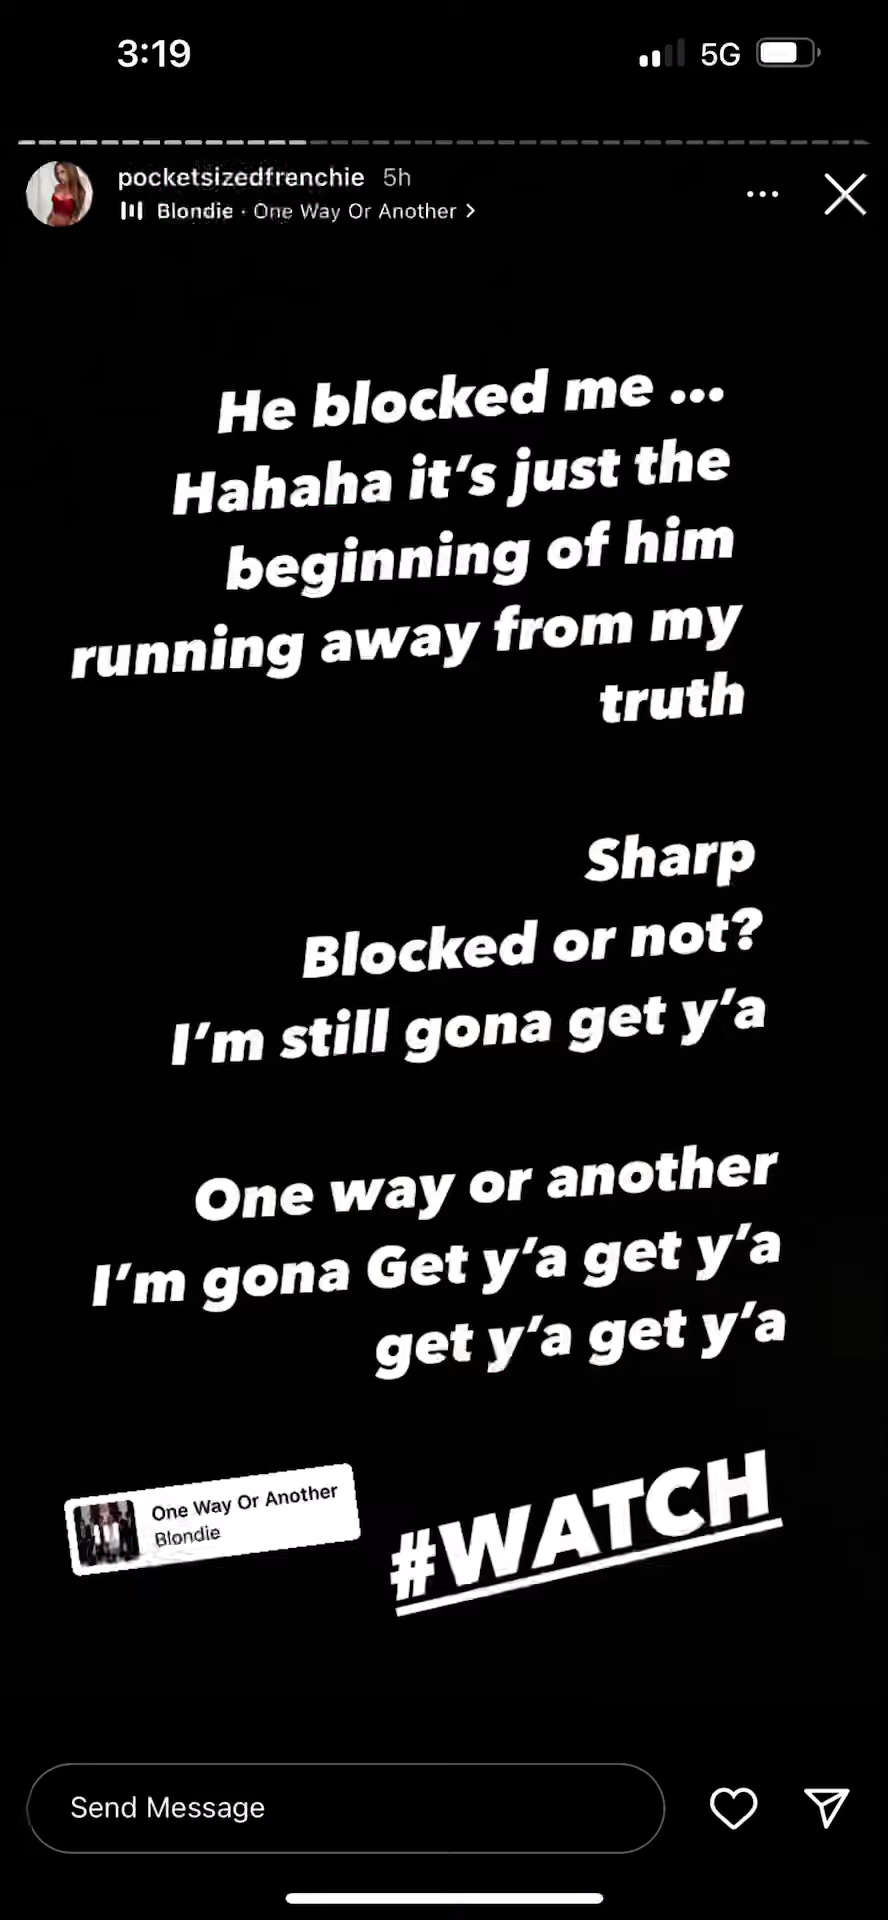 3:19
5G
pocketsizedfrenchie 5h
Blondie · One Way Or Another >
He blocked me ...
Hahaha it's just the
beginning of him
running away from my
truth
Sharp
Blocked or not?
I'm still gona get y'a
One way or another
I'm gona Get y'a get y'a
get y'a get y'a
One Way Or Another
Blondie
#WATCH
Send Message